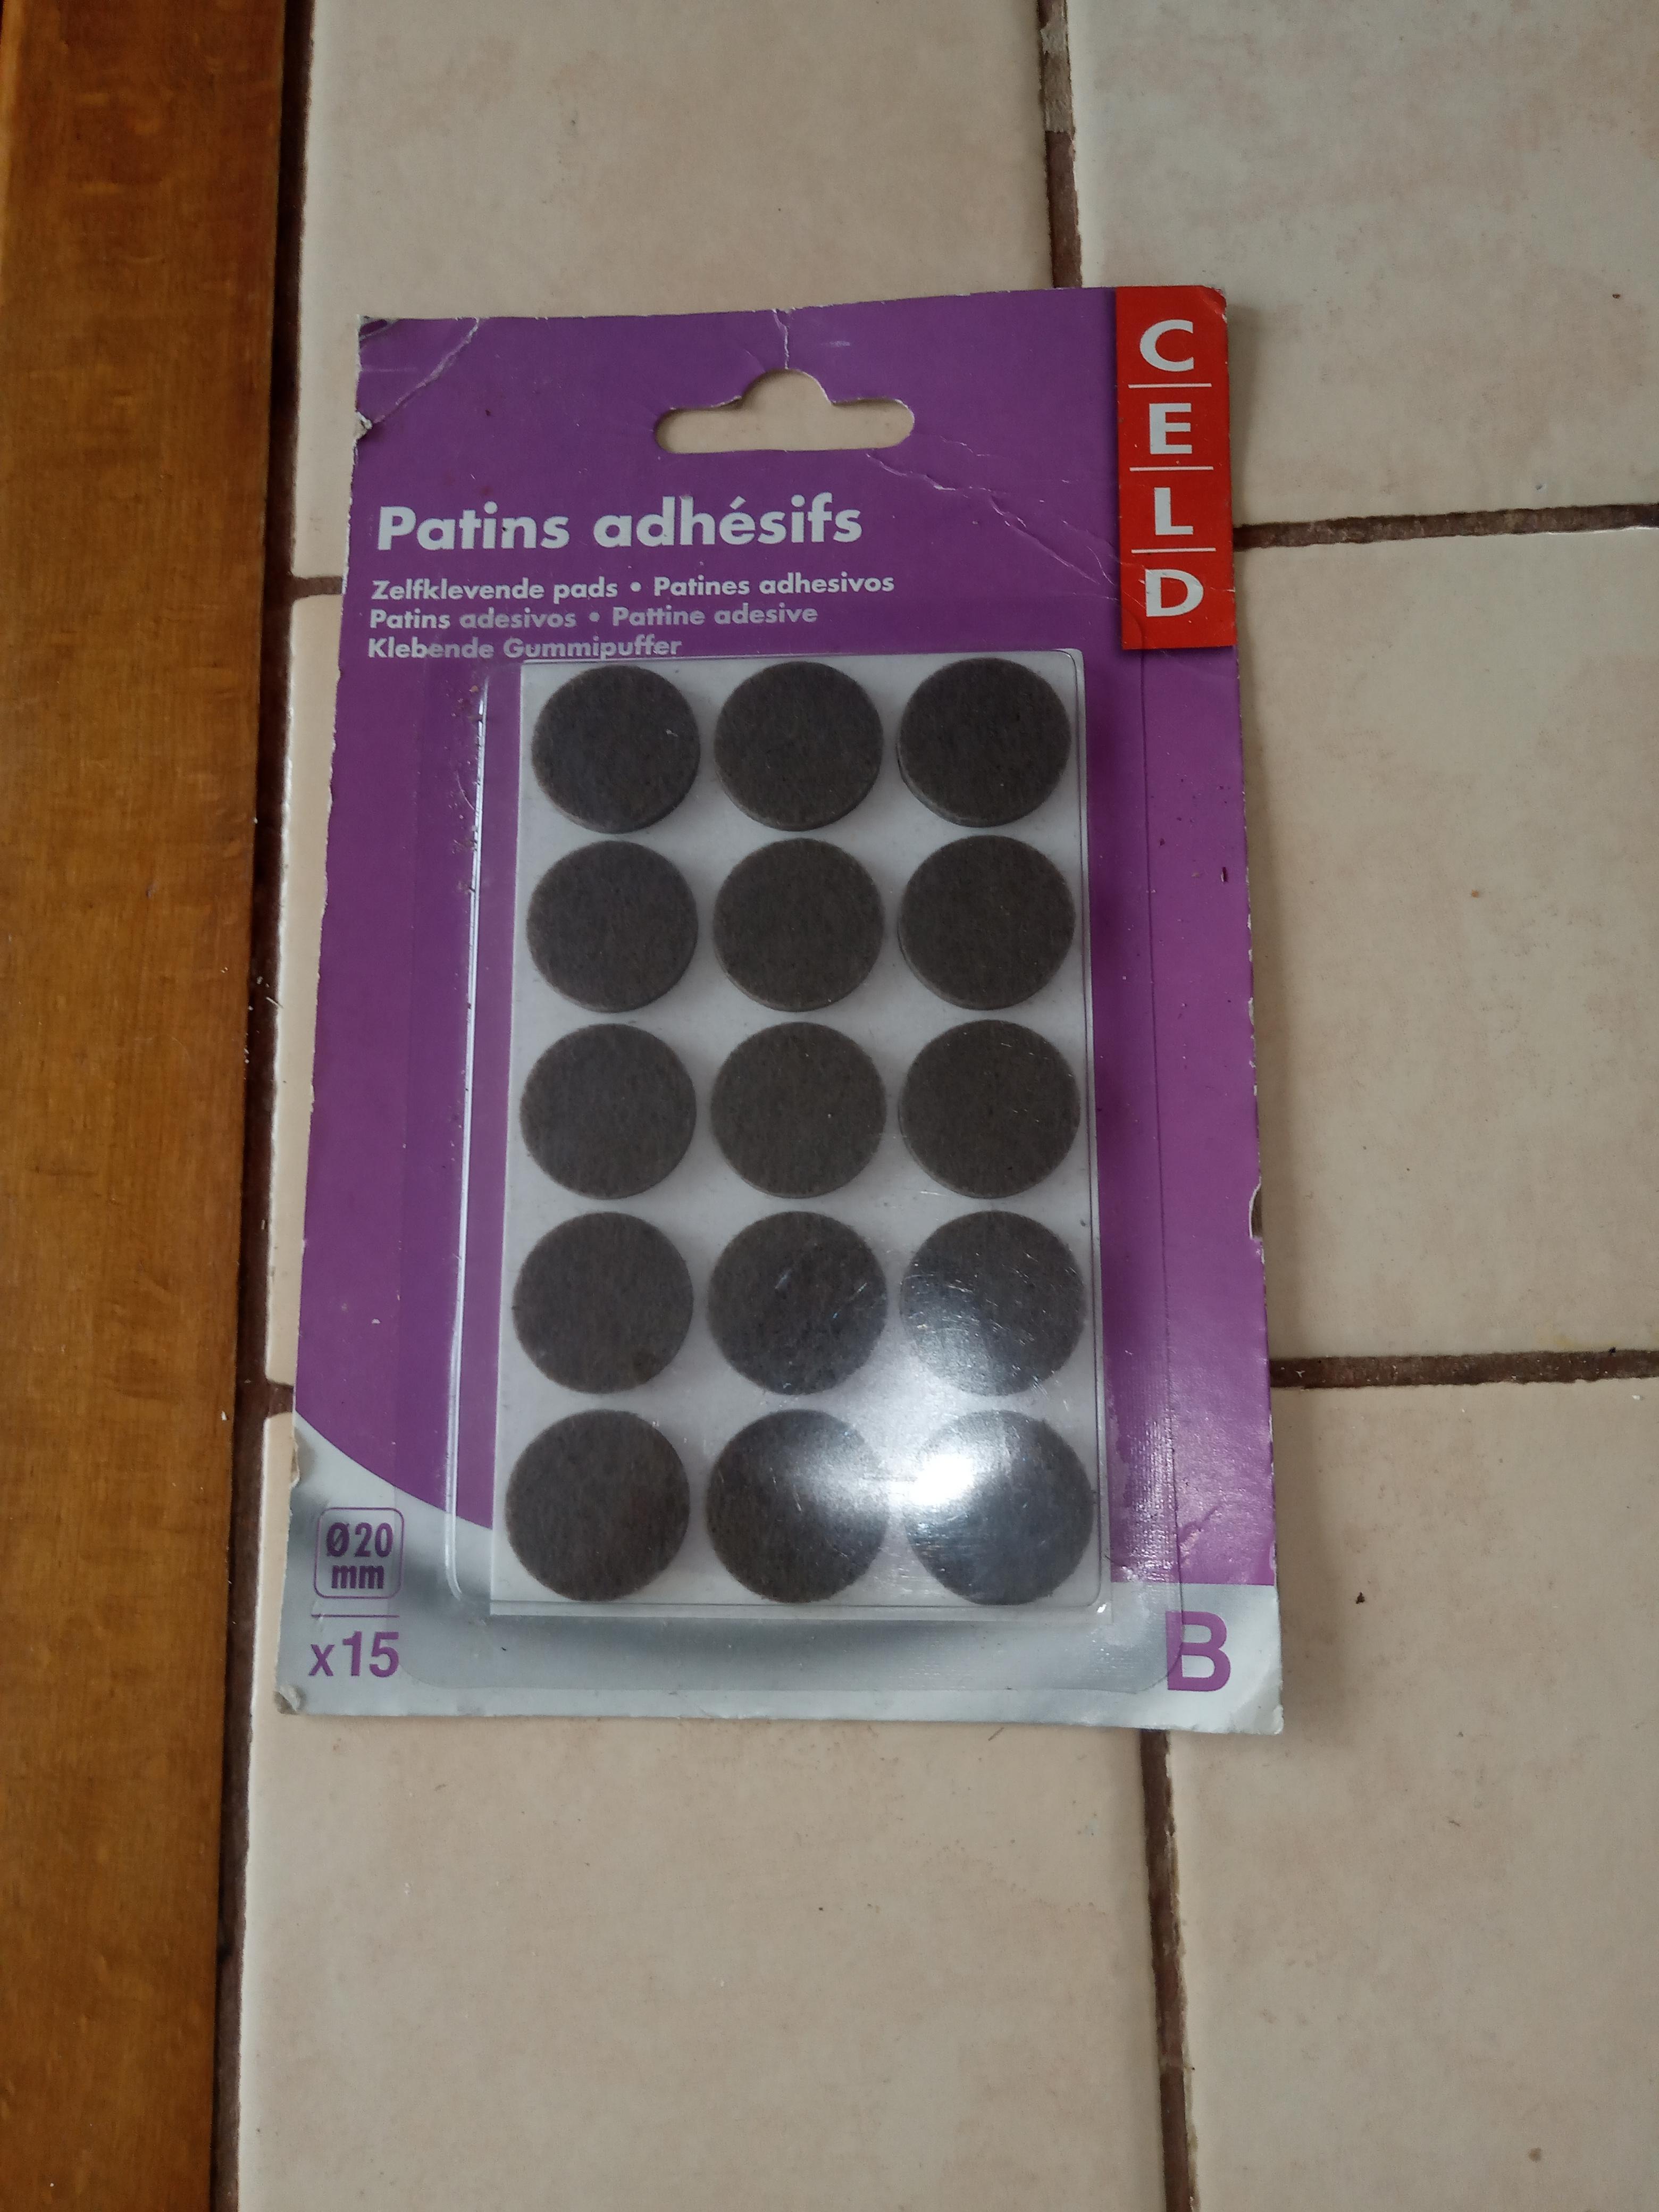 CELD
Patins adhésifs
Zelfklevende pads • Patines adhesivos
Patins adesivos • Pattine adesive
Klebende Gummipuffer
Ø20
mm
x15
B